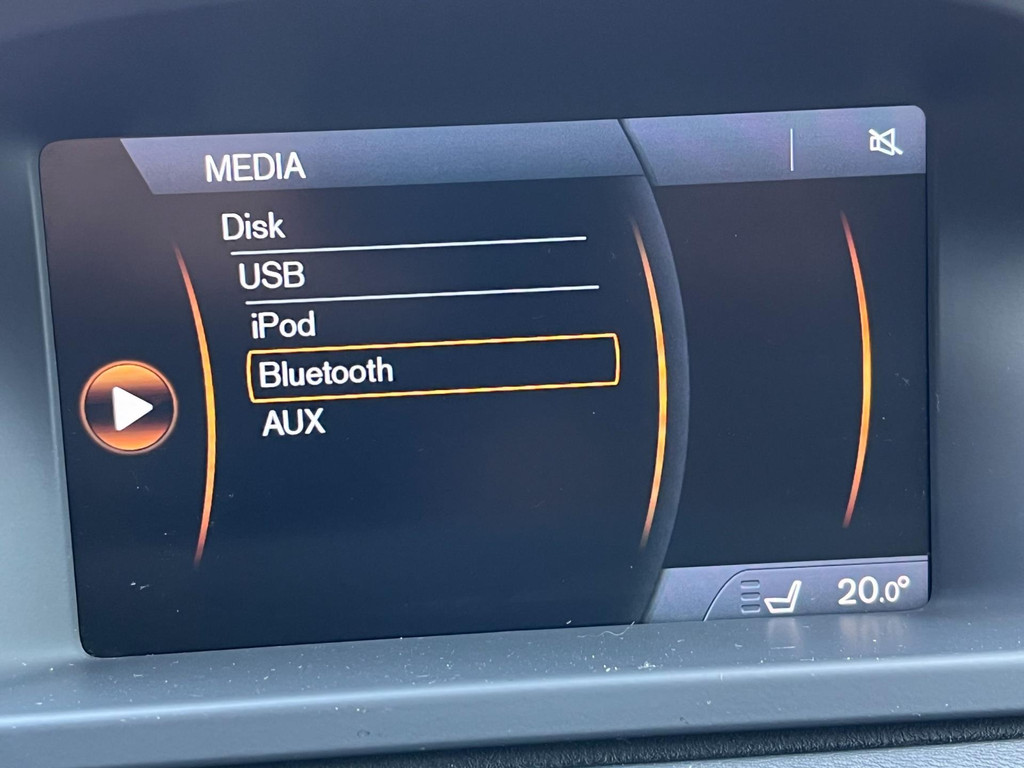 MEDIA
Disk
USB
iPod
Bluetooth
AUX
20.0°